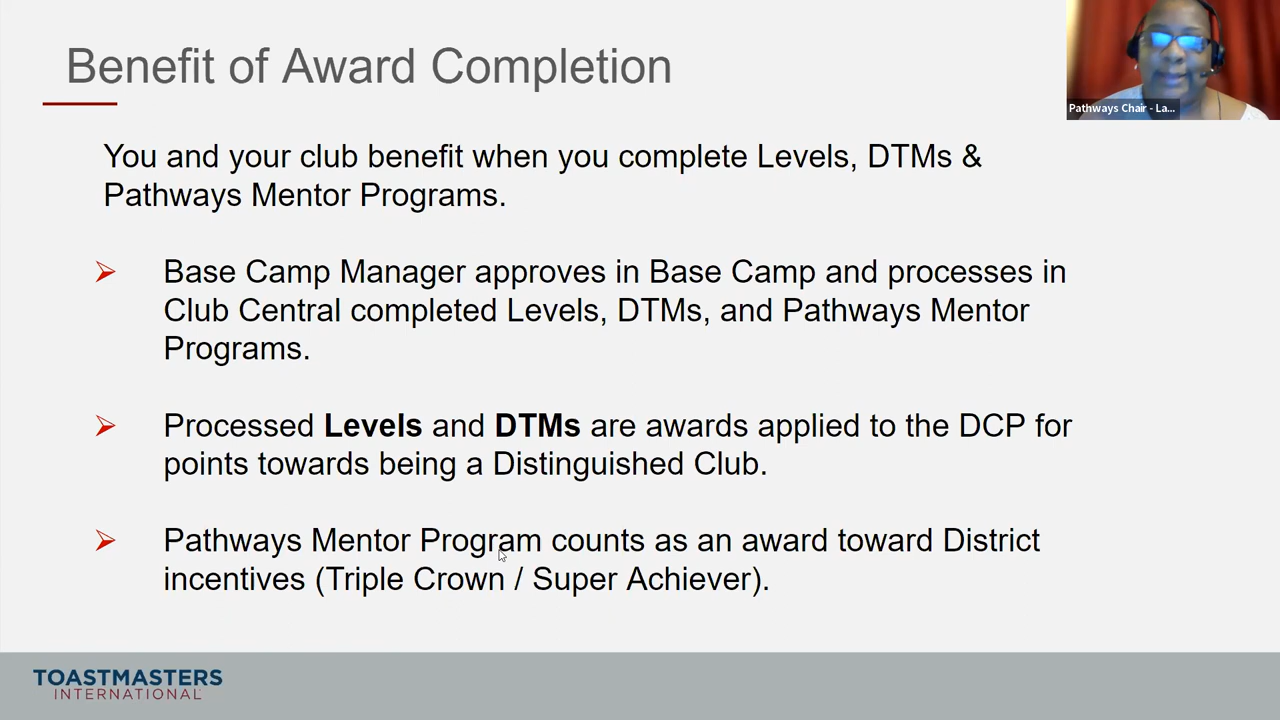 Benefit of Award Completion
Pathways Chair - La...
You and your club benefit when you complete Levels, DTMs &
Pathways Mentor Programs.
Base Camp Manager approves in Base Camp and processes in
Club Central completed Levels, DTMs, and Pathways Mentor
Programs.
Processed Levels and DTMs are awards applied to the DCP for
points towards being a Distinguished Club.
Pathways Mentor Program counts as an award toward District
incentives (Triple Crown / Super Achiever).
TOASTMASTERS
INTERNATIONAL